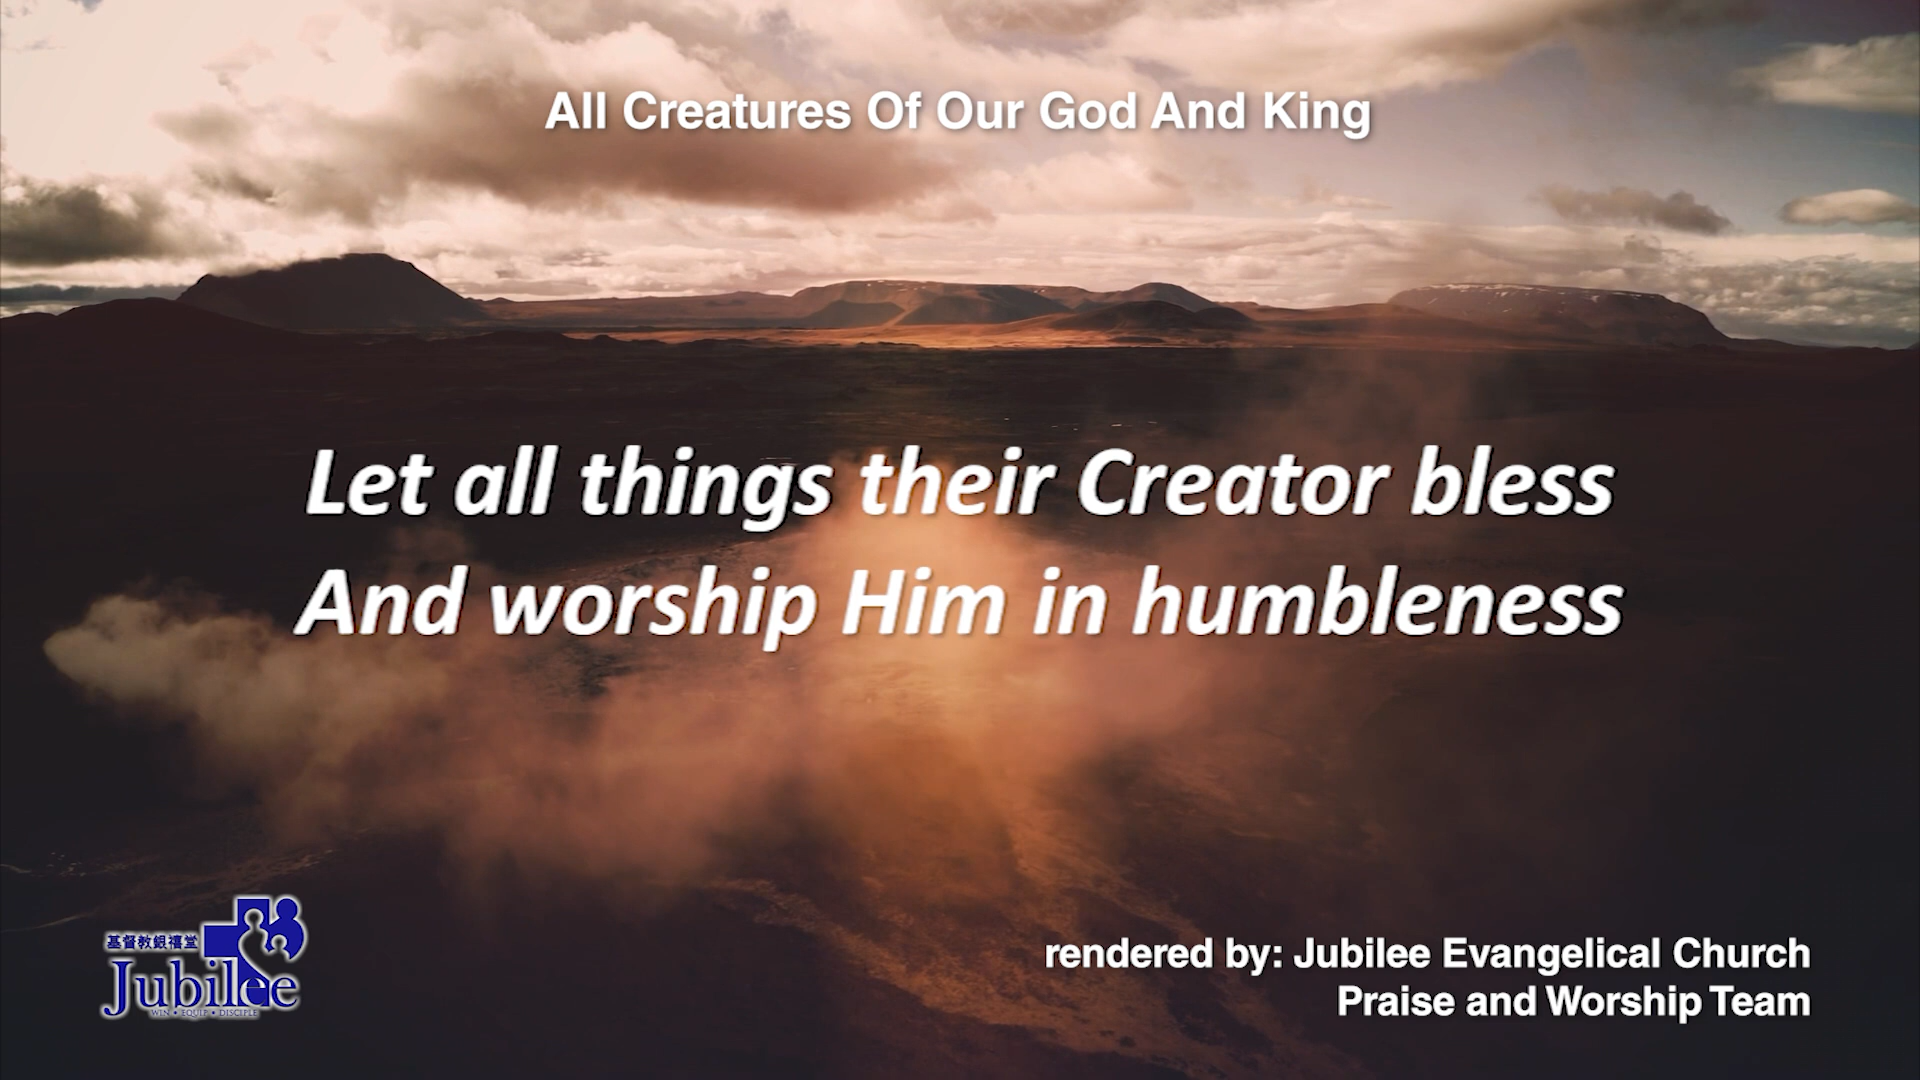 All Creatures Of Our God And King
Let all things their Creator bless
And worship Him in humbleness
基督教銀禧堂
Jubilee
WIN • EQUIP • DISCIPLE
rendered by: Jubilee Evangelical Church
Praise and Worship Team